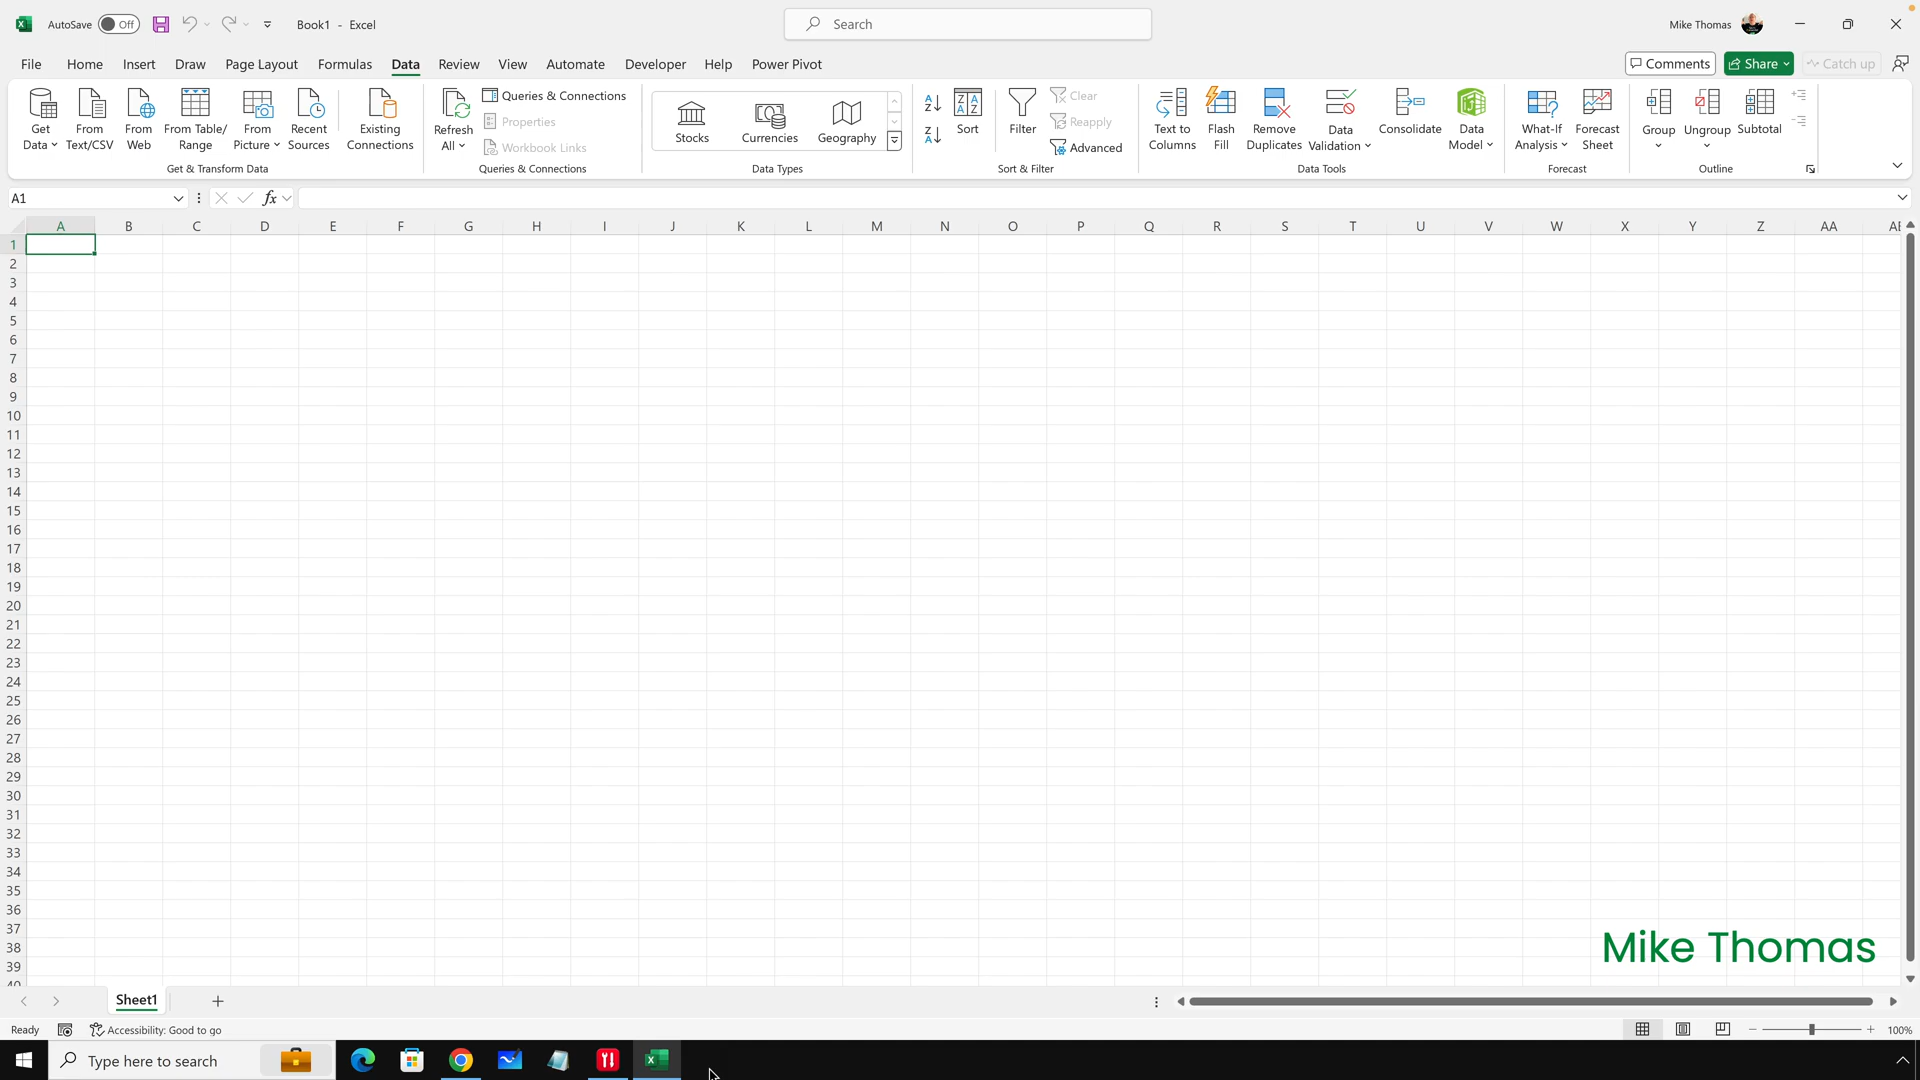 AutoSave Off Book1 - Excel Search Mike Thomas
File Home Insert Draw Page Layout Formulas Data Review View Automate Developer Help Power Pivot Comments Share Catch up
Get Data From Text/CSV From Web From Table/ Range From Picture Recent Sources Existing Connections
Get & Transform Data
Refresh All Queries & Connections Properties Workbook Links
Queries & Connections
Stocks Currencies Geography
Data Types
Sort Filter Clear Reapply Advanced
Sort & Filter
Text to Columns Flash Fill Remove Duplicates Data Validation Consolidate Data Model
Data Tools
What-If Analysis Forecast Sheet
Forecast
Group Ungroup Subtotal
Outline
A1 fx
A B C D E F G H I J K L M N O P Q R S T U V W X Y Z AA
1
2
3
4
5
6
7
8
9
10
11
12
13
14
15
16
17
18
19
20
21
22
23
24
25
26
27
28
29
30
31
32
33
34
35
36
37
38
39
Mike Thomas
Sheet1
Ready Accessibility: Good to go 100%
Type here to search